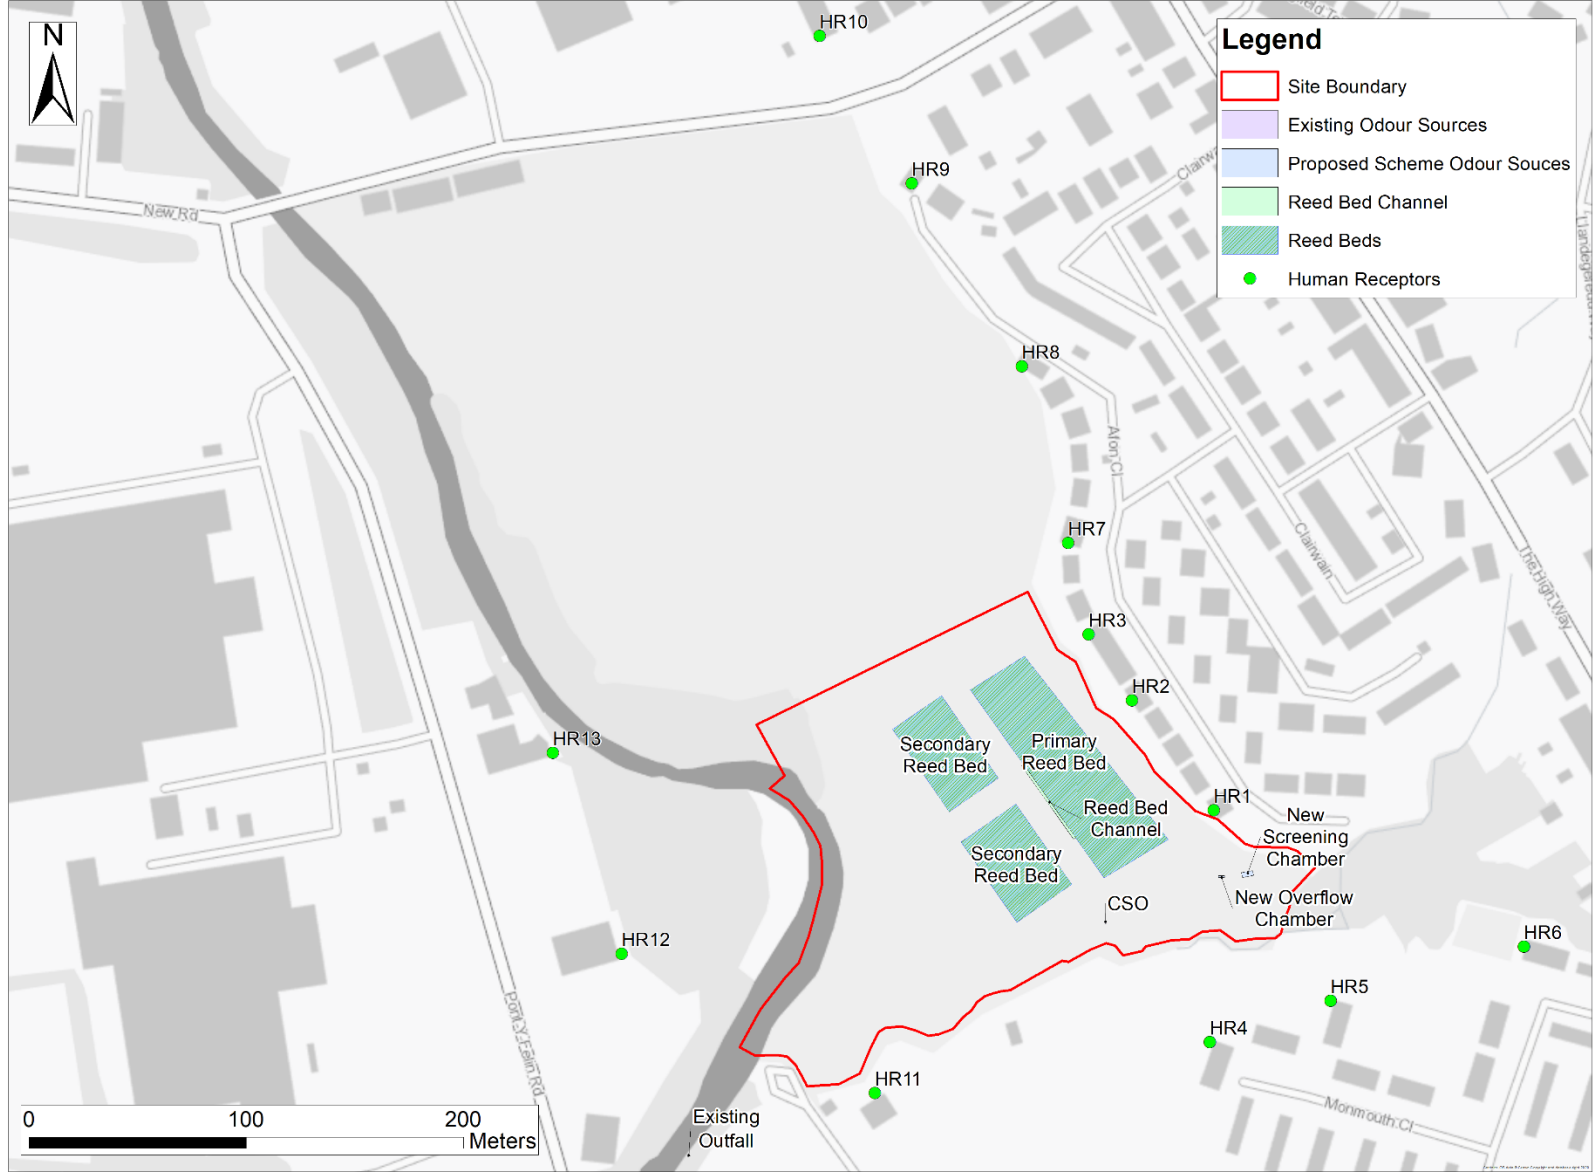 N
HR10
Legend
Site Boundary
Existing Odour Sources
Proposed Scheme Odour Souces
Reed Bed Channel
Reed Beds
Human Receptors
HR9
New Rd
HR8
Afon Cl
HR7
Clairwain
The High Way
HR3
HR2
HR13
Secondary
Reed Bed
Primary
Reed Bed
Reed Bed
Channel
HR1
New
Screening
Chamber
Secondary
Reed Bed
CSO
New Overflow
Chamber
HR12
HR6
HR5
HR4
Pont Y Felin Rd
HR11
Monmouth Cl
Existing
Outfall
0 100 200
Meters